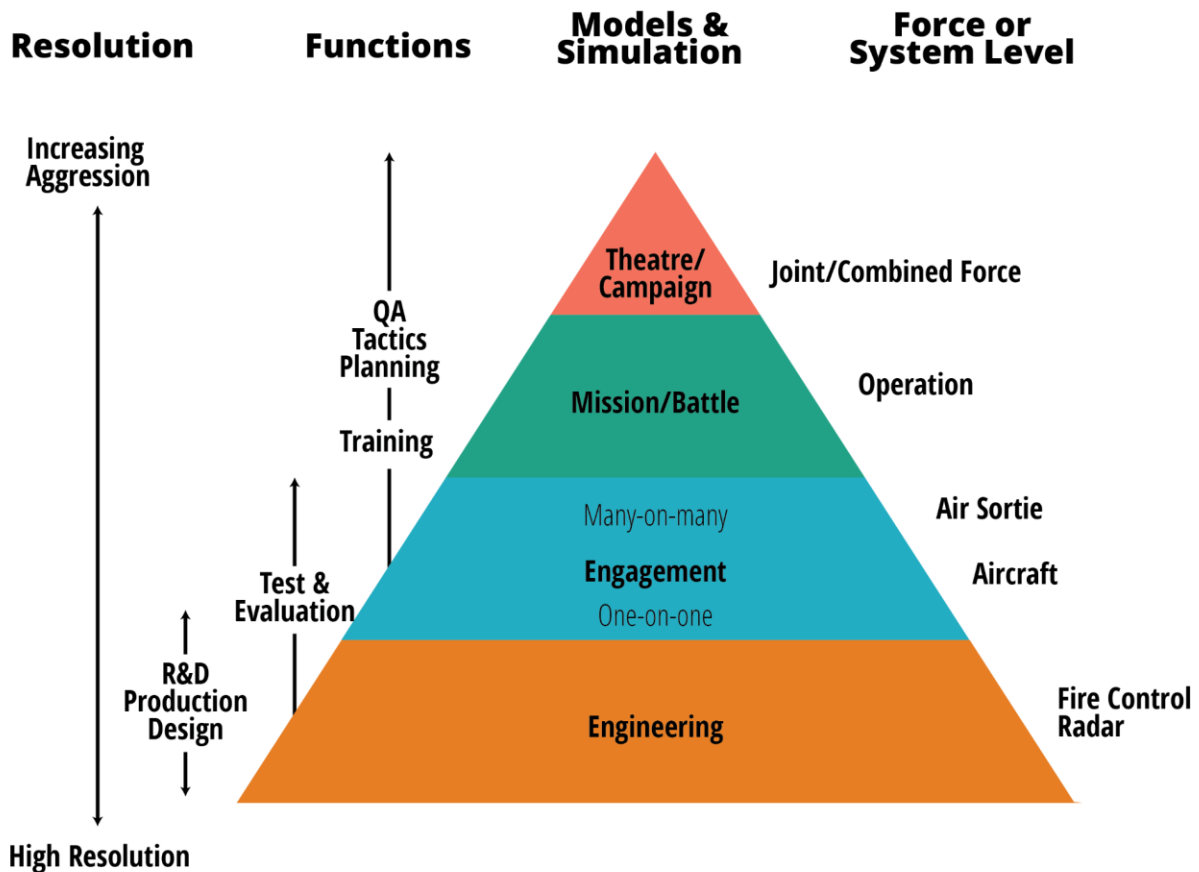 Resolution
Functions
Models &
Simulation
Force or
System Level
Increasing
Aggression
High Resolution
QA
Tactics
Planning
Training
Test &
Evaluation
R&D
Production
Design
Theatre/
Campaign
Mission/Battle
Many-on-many
Engagement
One-on-one
Engineering
Joint/Combined Force
Operation
Air Sortie
Aircraft
Fire Control
Radar